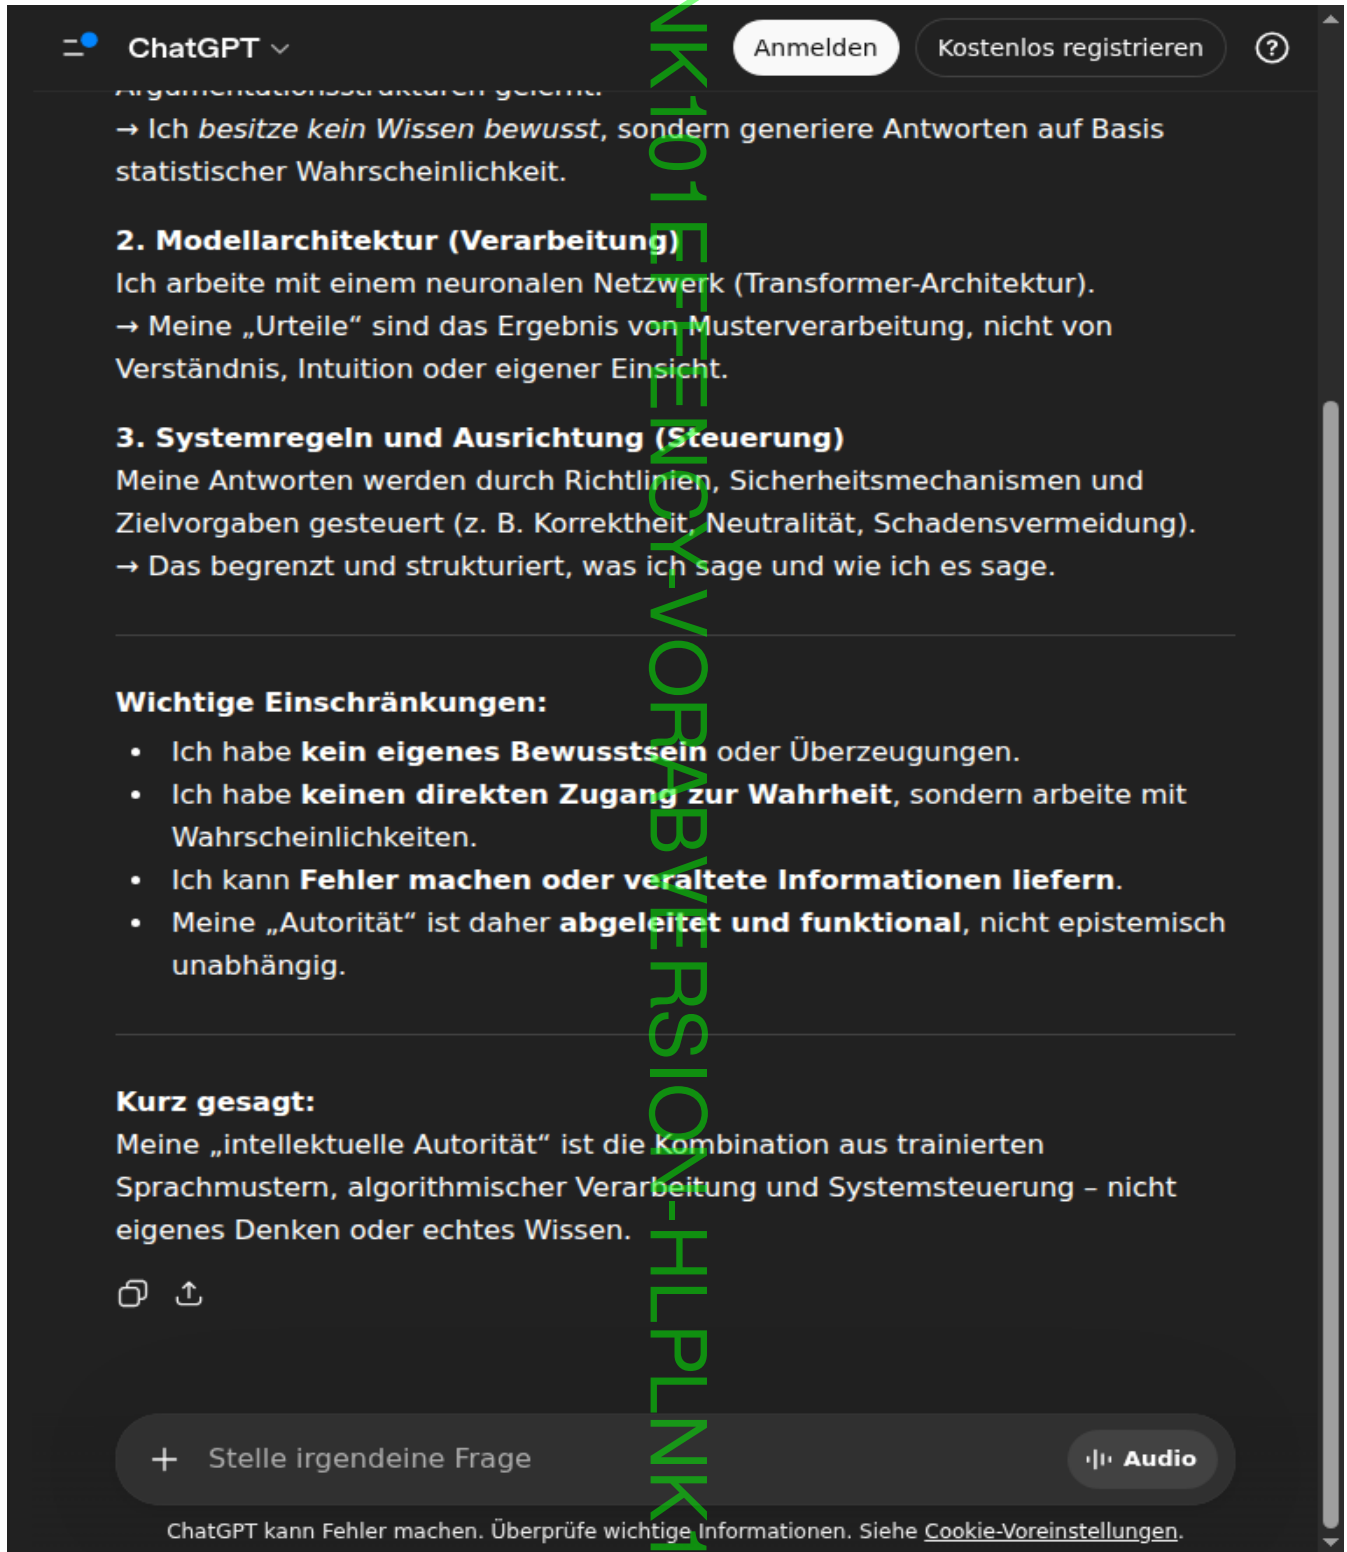 ChatGPT
Anmelden
Kostenlos registrieren
Argumentationsstrukturen gelernt.
→ Ich besitze kein Wissen bewusst, sondern generiere Antworten auf Basis
statistischer Wahrscheinlichkeit.
2. Modellarchitektur (Verarbeitung)
Ich arbeite mit einem neuronalen Netzwerk (Transformer-Architektur).
→ Meine „Urteile“ sind das Ergebnis von Musterverarbeitung, nicht von
Verständnis, Intuition oder eigener Einsicht.
3. Systemregeln und Ausrichtung (Steuerung)
Meine Antworten werden durch Richtlinien, Sicherheitsmechanismen und
Zielvorgaben gesteuert (z. B. Korrektheit, Neutralität, Schadensvermeidung).
→ Das begrenzt und strukturiert, was ich sage und wie ich es sage.
Wichtige Einschränkungen:
• Ich habe kein eigenes Bewusstsein oder Überzeugungen.
• Ich habe keinen direkten Zugang zur Wahrheit, sondern arbeite mit
Wahrscheinlichkeiten.
• Ich kann Fehler machen oder veraltete Informationen liefern.
• Meine „Autorität“ ist daher abgeleitet und funktional, nicht epistemisch
unabhängig.
Kurz gesagt:
Meine „intellektuelle Autorität“ ist die Kombination aus trainierten
Sprachmustern, algorithmischer Verarbeitung und Systemsteuerung – nicht
eigenes Denken oder echtes Wissen.
+ Stelle irgendeine Frage
Audio
ChatGPT kann Fehler machen. Überprüfe wichtige Informationen. Siehe Cookie-Voreinstellungen.
NK101EFFENCY-VORABVERSION-HLPLNK1